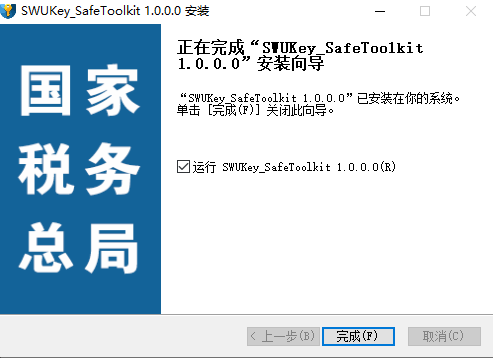 SWUKey_SafeToolkit 1.0.0.0 安装
国家
税务
总局
正在完成“SWUKey_SafeToolkit
1.0.0.0”安装向导
“SWUKey_SafeToolkit 1.0.0.0”已安装在你的系统。
单击 [完成(F)] 关闭此向导。
运行 SWUKey_SafeToolkit 1.0.0.0(R)
< 上一步(B) 完成(F) 取消(C)